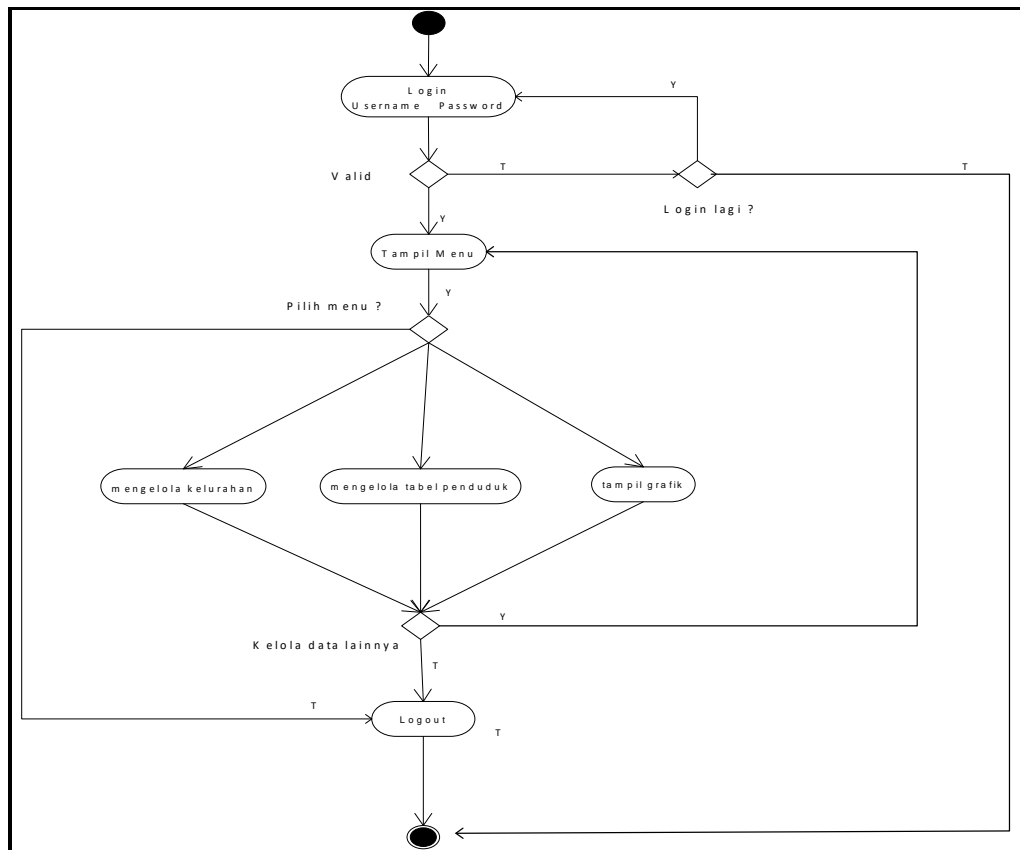 Login
Username Password
Y
Valid
T
T
Login lagi ?
Y
Tampil Menu
Y
Pilih menu ?
mengelola kelurahan
mengelola tabel penduduk
tampil grafik
Y
Kelola data lainnya
T
T
Logout
T